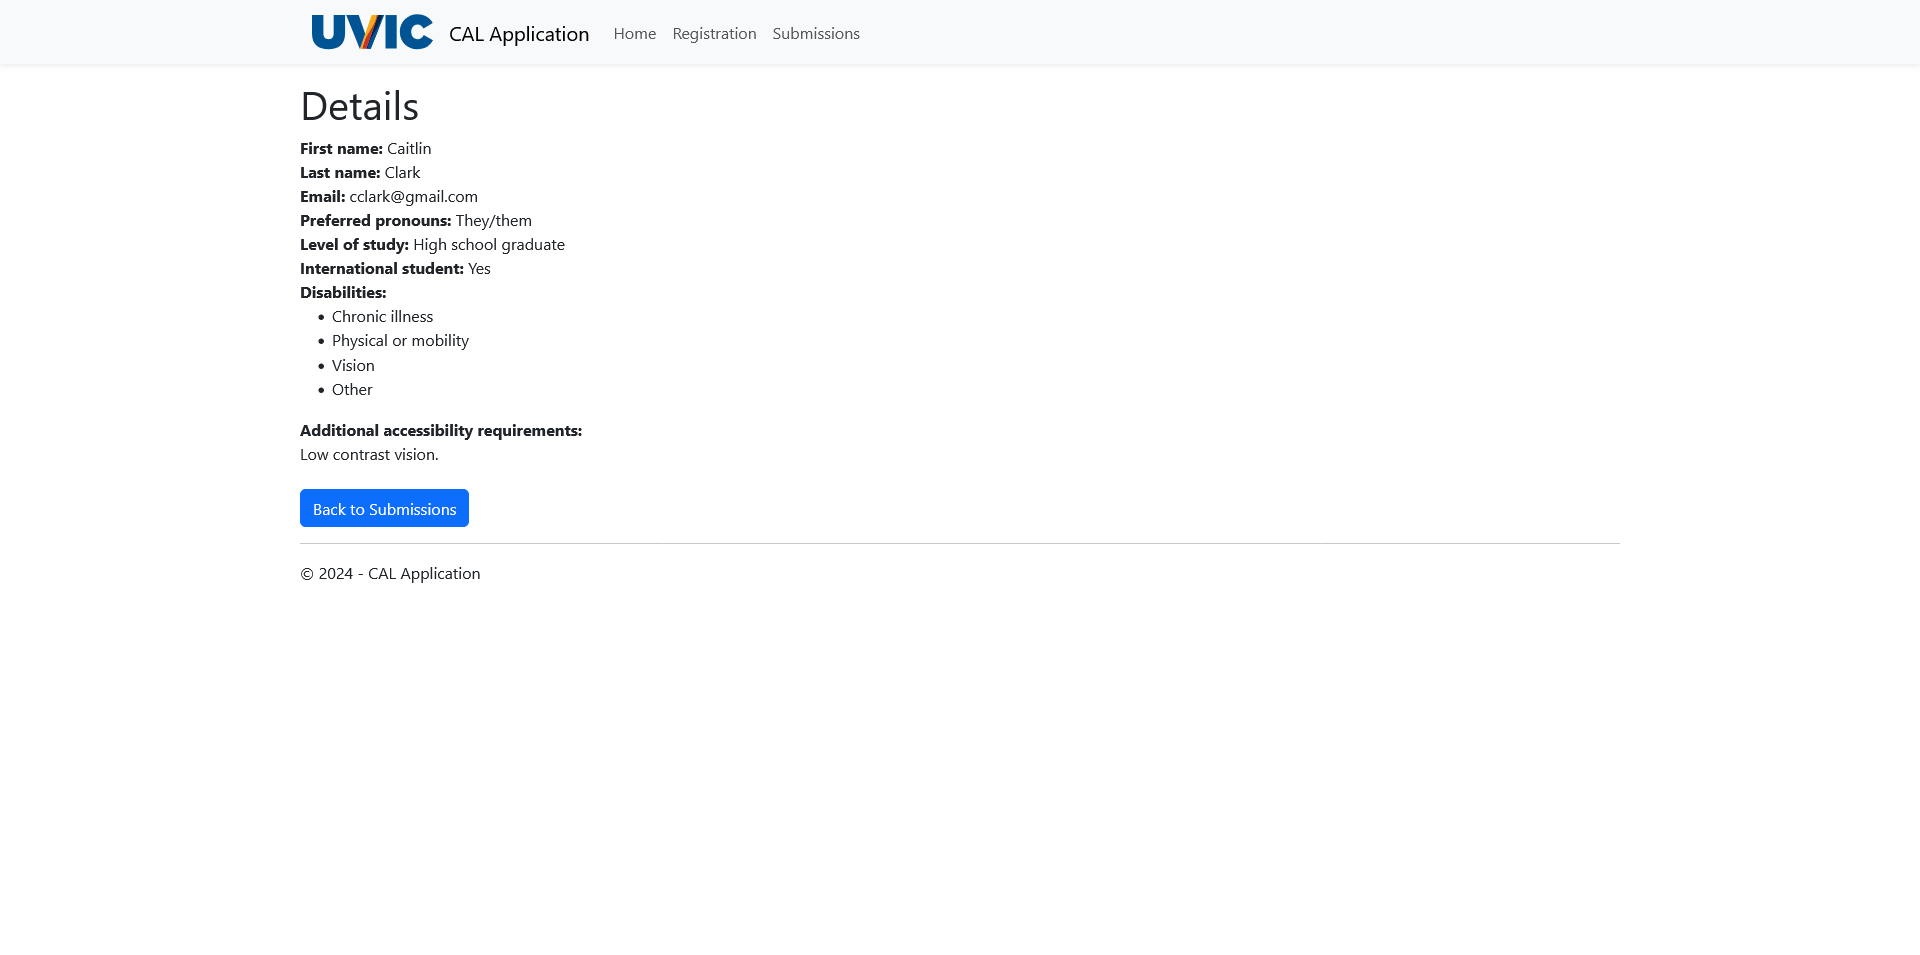 UVIC CAL Application Home Registration Submissions
Details
First name: Caitlin
Last name: Clark
Email: cclark@gmail.com
Preferred pronouns: They/them
Level of study: High school graduate
International student: Yes
Disabilities:
• Chronic illness
• Physical or mobility
• Vision
• Other
Additional accessibility requirements:
Low contrast vision.
Back to Submissions
© 2024 - CAL Application